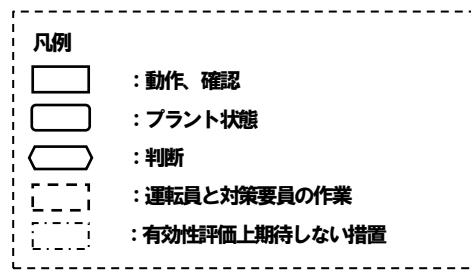 凡例
：動作、確認
：プラント状態
：判断
：運転員と対策要員の作業
：有効性評価上期待しない措置